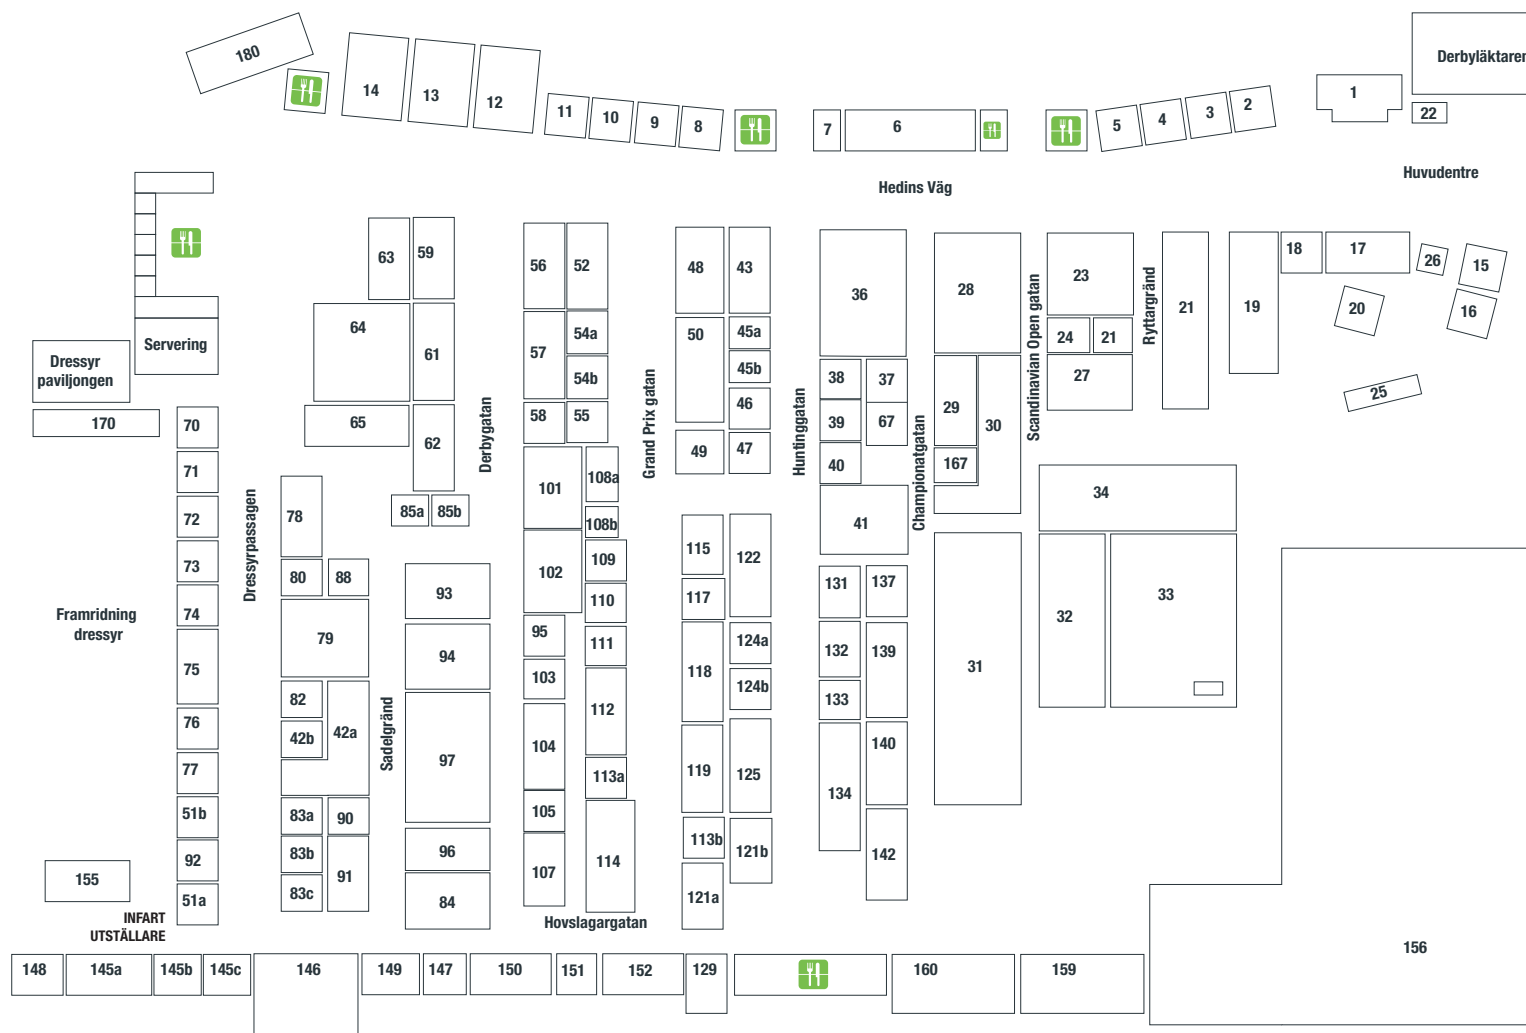 180
14
13
12
11
10
9
8
7
6
5
4
3
2
1
22
Derbyläktaren
Hedins Väg
Huvudentre
63
59
56
52
48
43
36
28
23
21
19
18
17
26
15
20
16
25
64
61
57
54a
54b
50
45a
45b
46
38
37
39
67
40
29
30
167
24
21
27
Servering
Dressyr
paviljongen
170
65
62
58
55
49
47
Derbygatan
Grand Prix gatan
Huntinggatan
Championatgatan
Scandinavian Open gatan
Ryttargränd
70
71
72
73
74
75
76
77
51b
92
51a
Dressyrpassagen
Framridning
dressyr
78
80
88
79
82
42b
42a
83a
90
83b
91
83c
Sadelgränd
85a
85b
93
94
97
96
84
101
108a
108b
102
109
110
95
111
103
112
104
113a
105
107
114
115
122
117
118
124a
124b
119
125
113b
121b
121a
41
131
137
132
139
133
140
134
142
34
31
32
33
155
INFART
UTSTÄLLARE
Hovslagargatan
148
145a
145b
145c
146
149
147
150
151
152
129
160
159
156